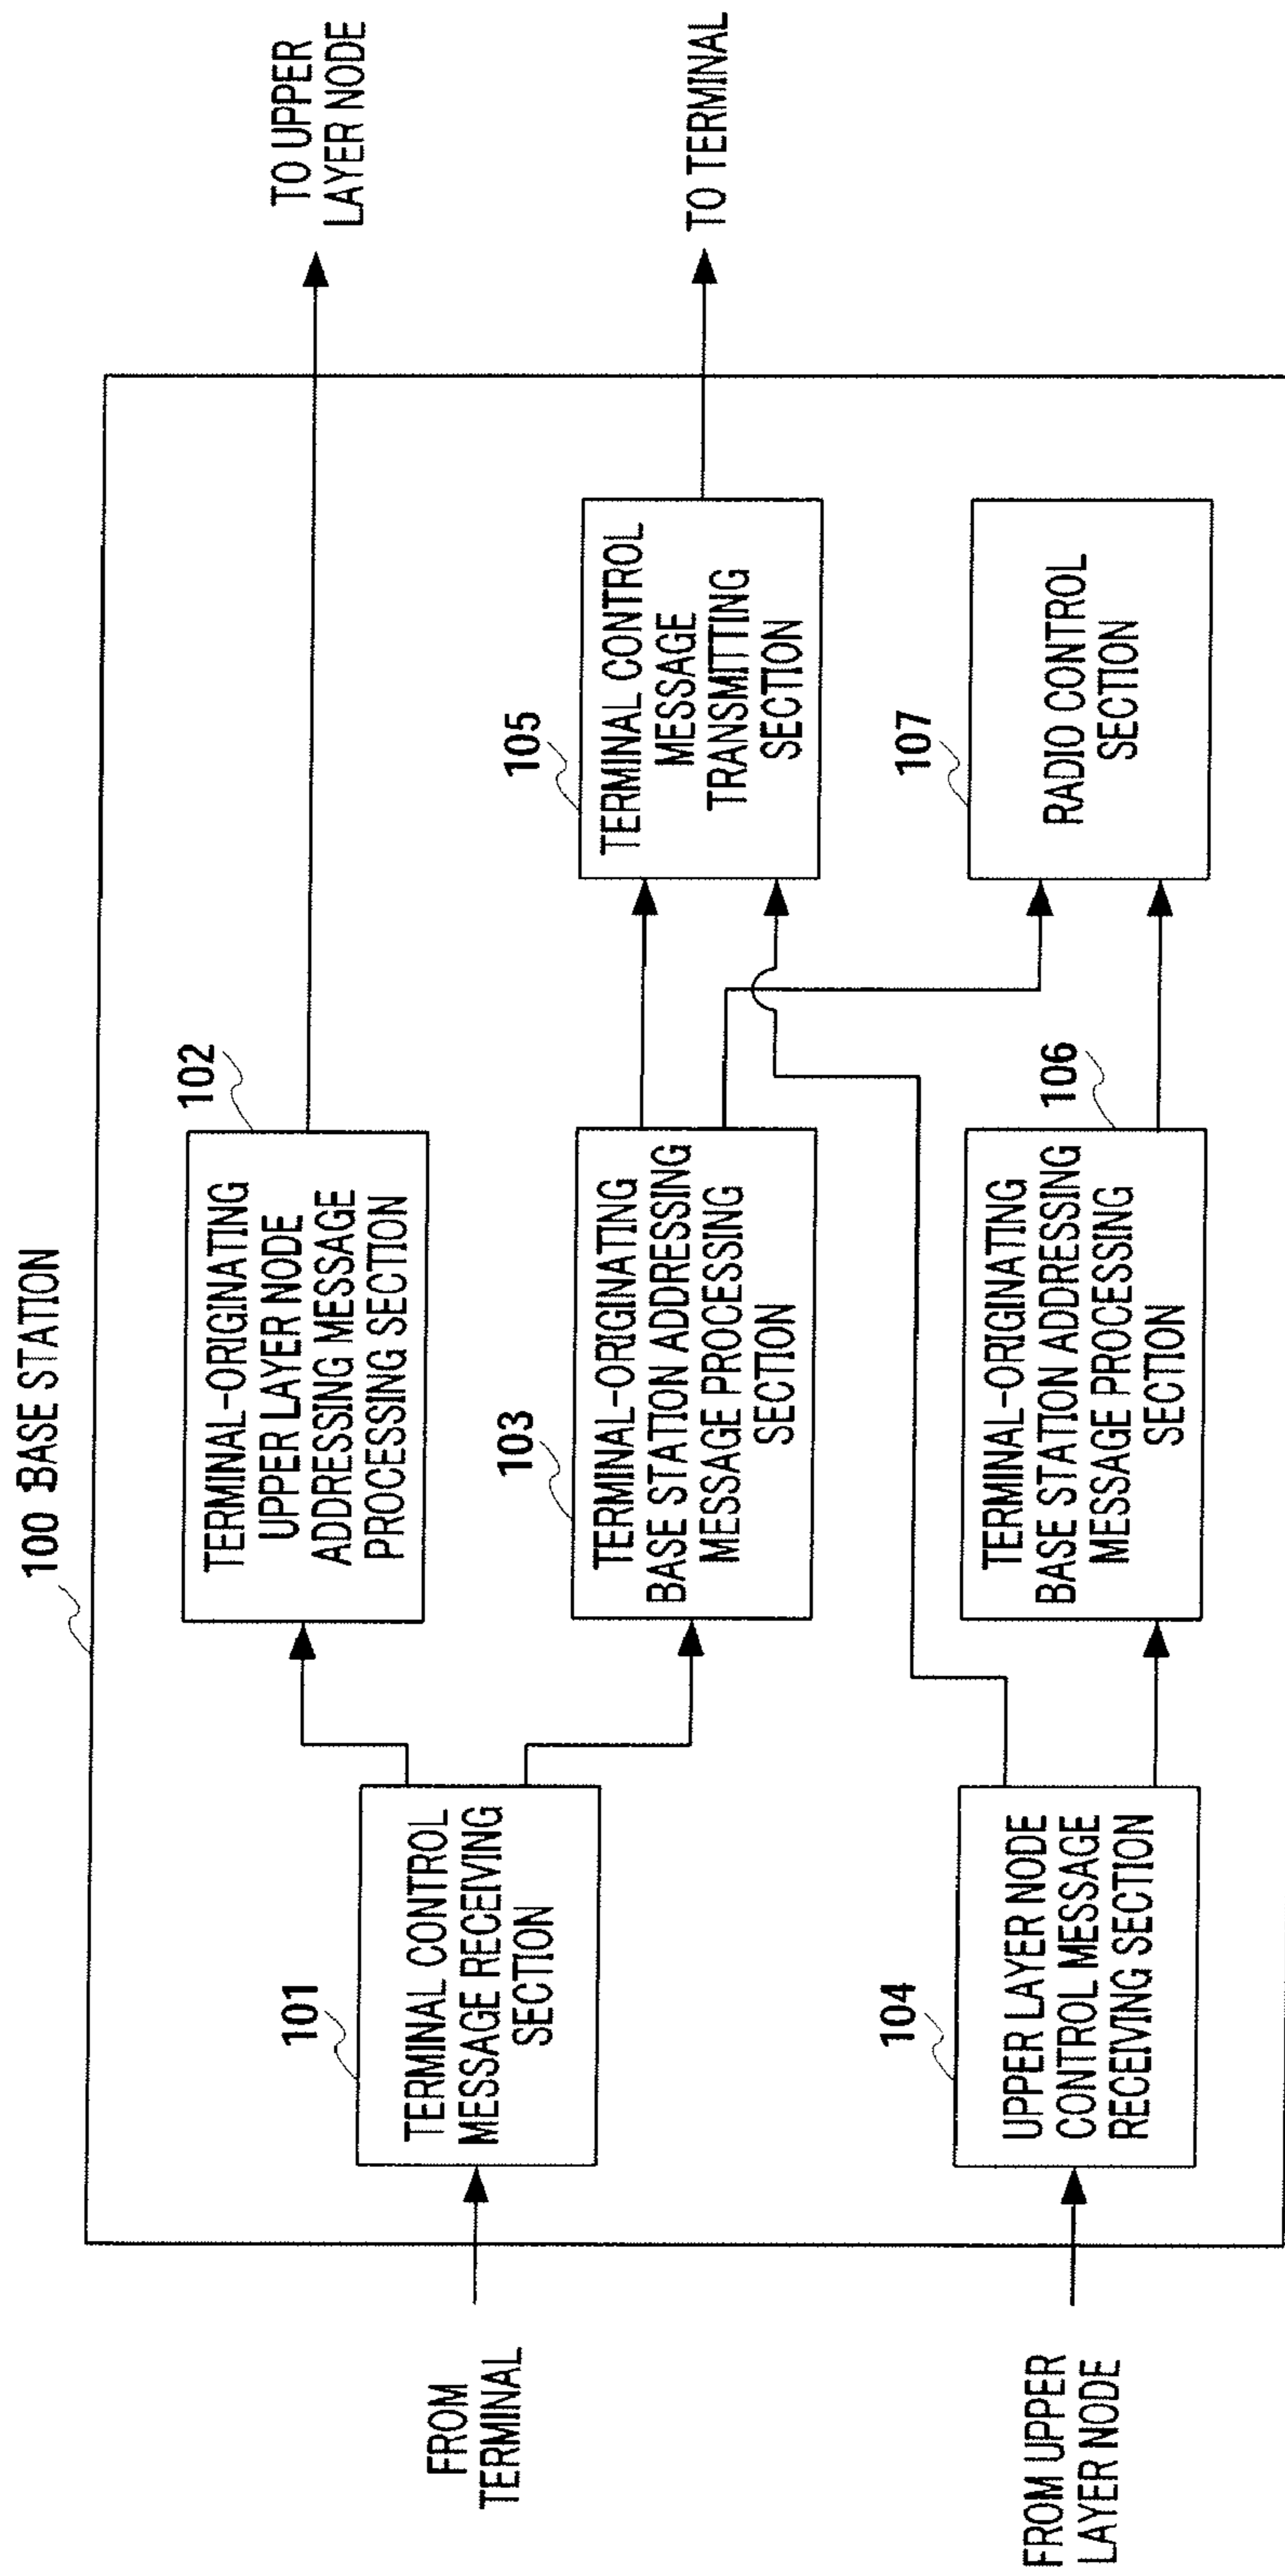 100 BASE STATION
FROM
TERMINAL
101
TERMINAL CONTROL
MESSAGE RECEIVING
SECTION
102
TERMINAL-ORIGINATING
UPPER LAYER NODE
ADDRESSING MESSAGE
PROCESSING SECTION
TO UPPER
LAYER NODE
103
TERMINAL-ORIGINATING
BASE STATION ADDRESSING
MESSAGE PROCESSING
SECTION
105
TERMINAL CONTROL
MESSAGE
TRANSMITTING
SECTION
TO TERMINAL
FROM UPPER
LAYER NODE
104
UPPER LAYER NODE
CONTROL MESSAGE
RECEIVING SECTION
106
TERMINAL-ORIGINATING
BASE STATION ADDRESSING
MESSAGE PROCESSING
SECTION
107
RADIO CONTROL
SECTION